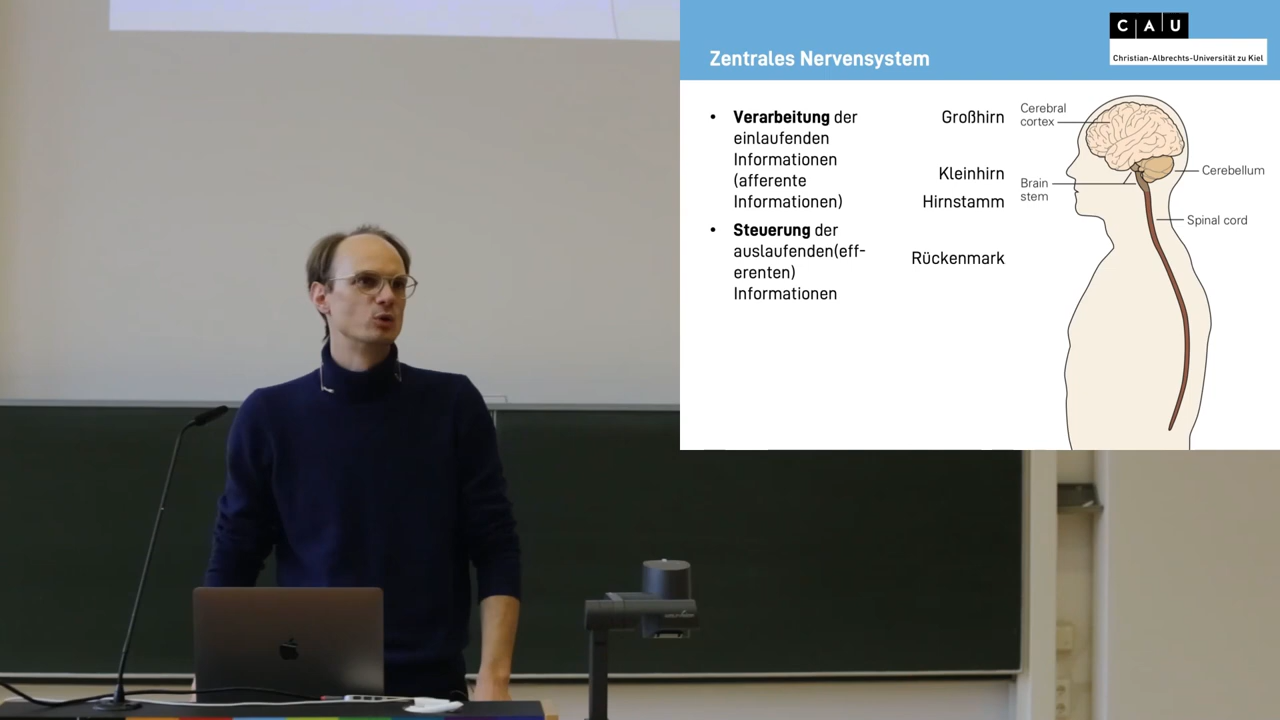 Zentrales Nervensystem
C A U
Christian-Albrechts-Universität zu Kiel
• Verarbeitung der
einlaufenden
Informationen
(afferente
Informationen)
• Steuerung der
auslaufenden(eff-
erenten)
Informationen
Großhirn
Kleinhirn
Hirnstamm
Rückenmark
Cerebral
cortex
Brain
stem
Cerebellum
Spinal cord